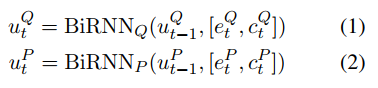 u_t^Q = BiRNN_Q(u_{t-1}^Q, [e_t^Q, c_t^Q]) (1)
u_t^P = BiRNN_P(u_{t-1}^P, [e_t^P, c_t^P]) (2)